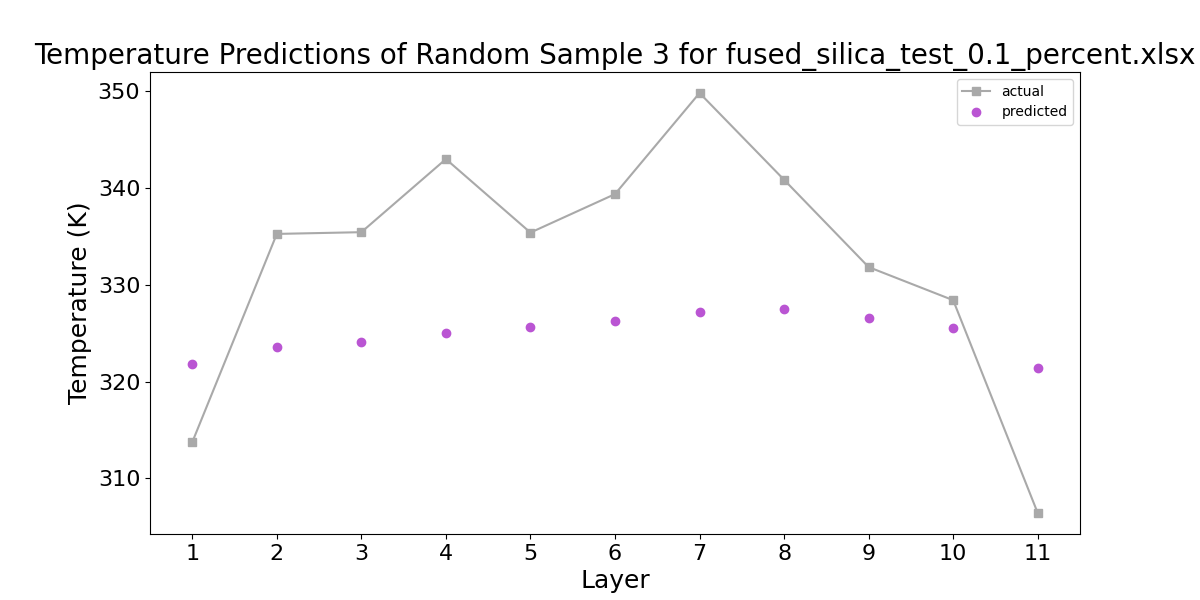 Temperature Predictions of Random Sample 3 for fused_silica_test_0.1_percent.xlsx
actual
predicted
350
340
330
320
310
Temperature (K)
1 2 3 4 5 6 7 8 9 10 11
Layer